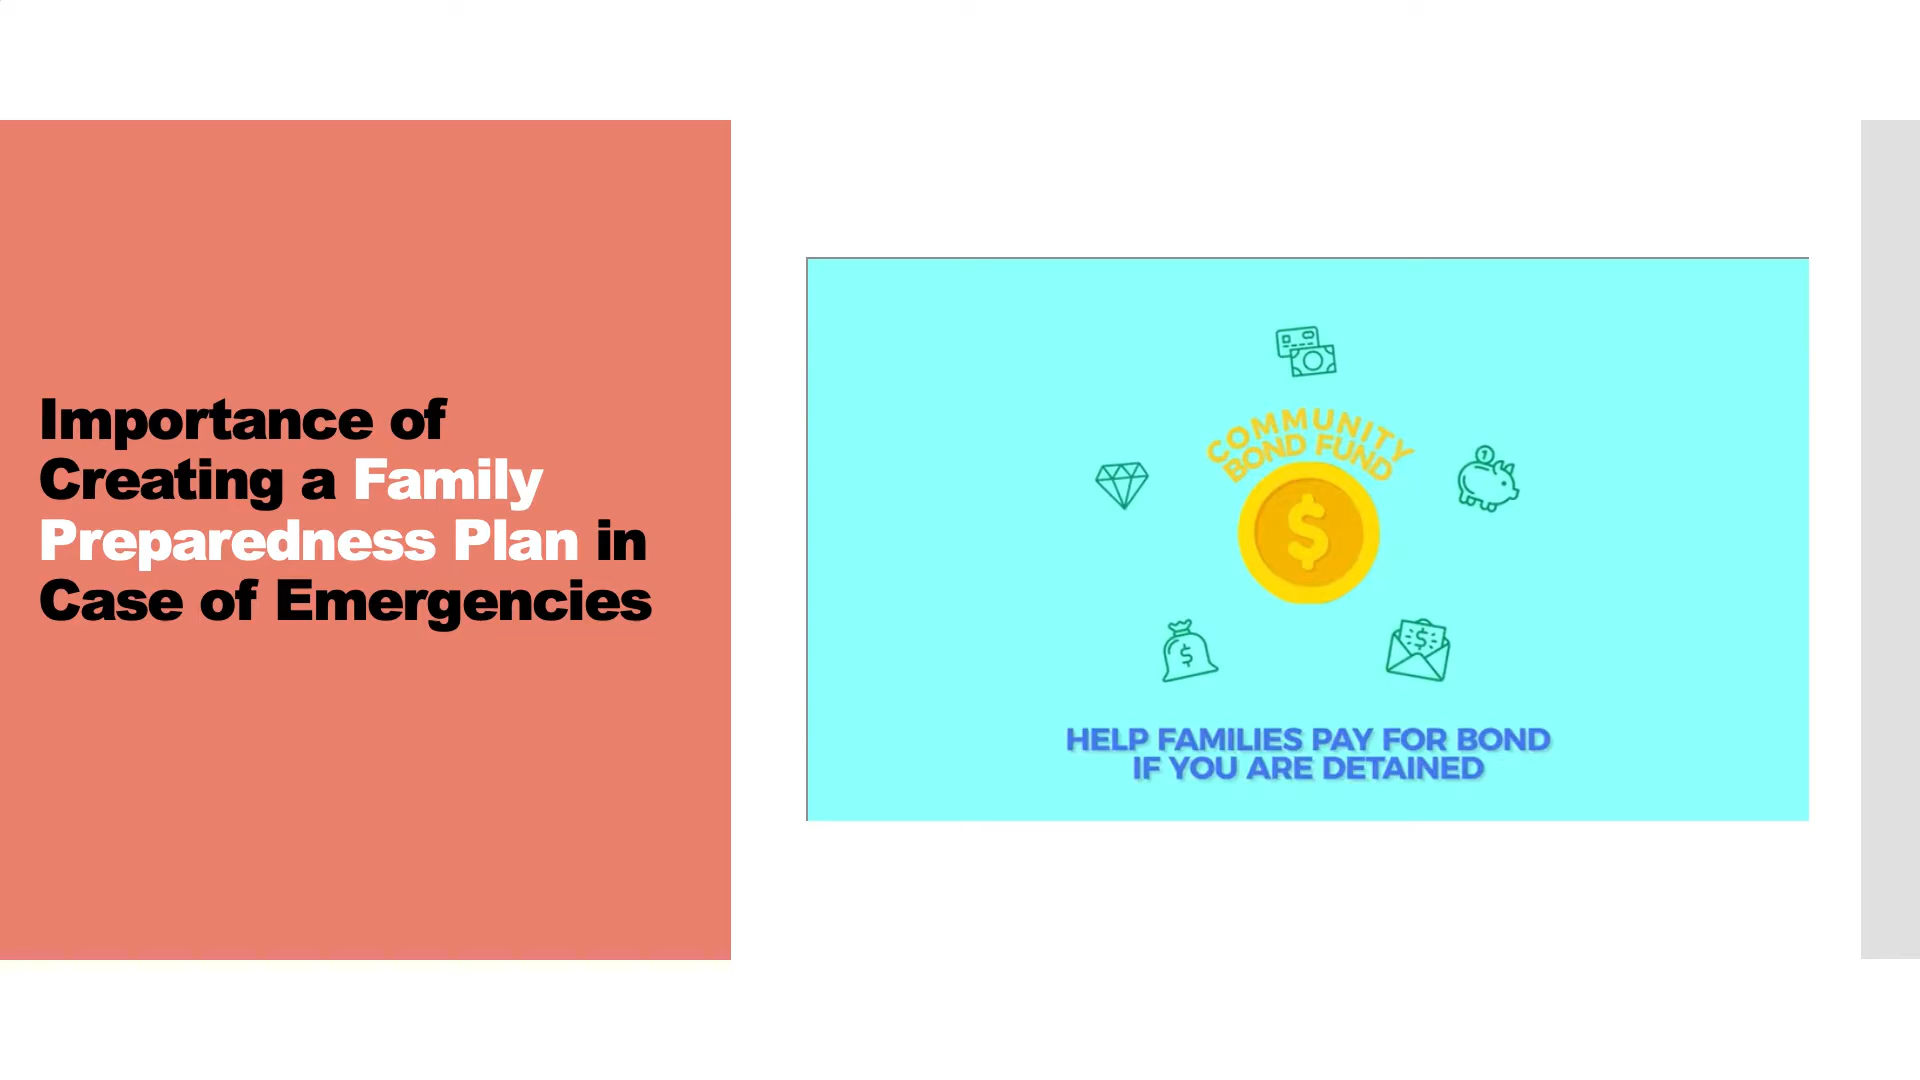 Importance of
Creating a Family
Preparedness Plan in
Case of Emergencies
COMMUNITY
BOND FUND
$
1
$
$
HELP FAMILIES PAY FOR BOND
IF YOU ARE DETAINED